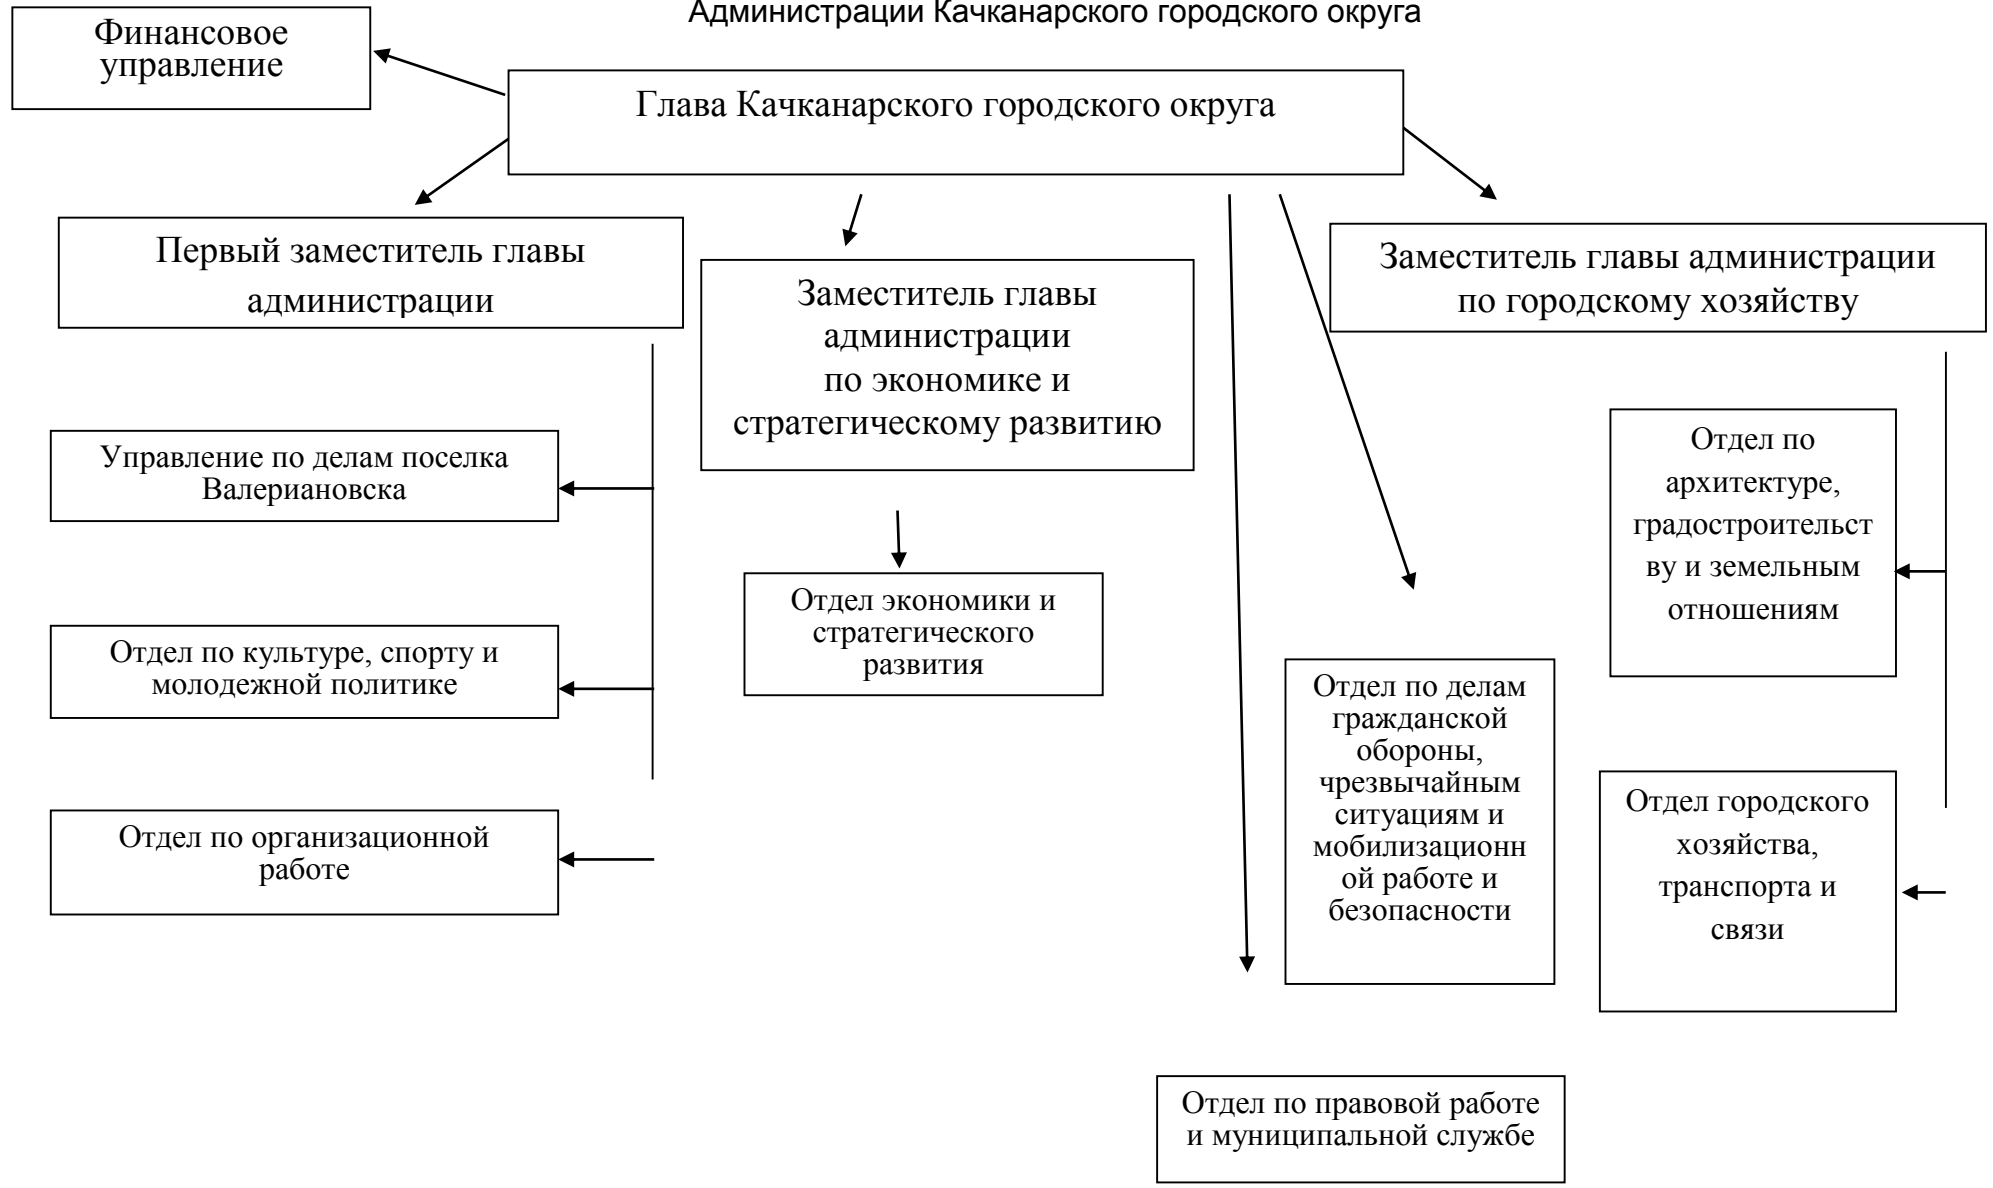 Администрации Качканарского городского округа
Финансовое
управление
Глава Качканарского городского округа
Первый заместитель главы
администрации
Заместитель главы
администрации
по экономике и
стратегическому развитию
Заместитель главы администрации
по городскому хозяйству
Управление по делам поселка
Валериановска
Отдел по культуре, спорту и
молодежной политике
Отдел по организационной
работе
Отдел экономики и
стратегического
развития
Отдел по делам
гражданской
обороны,
чрезвычайным
ситуациям и
мобилизационн
ой работе и
безопасности
Отдел по
архитектуре,
градостроительст
ву и земельным
отношениям
Отдел городского
хозяйства,
транспорта и
связи
Отдел по правовой работе
и муниципальной службе